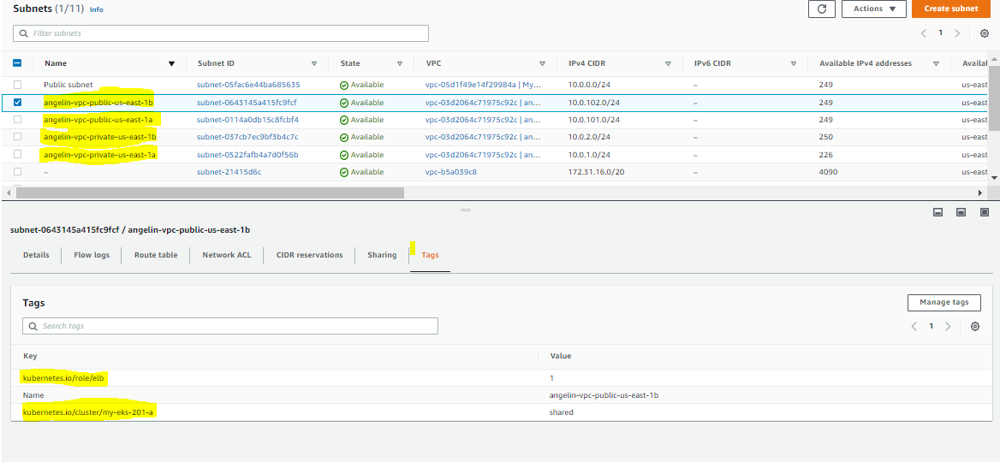 Subnets (1/11) Info Actions Create subnet
Filter subnets 1
Name Subnet ID State VPC IPv4 CIDR IPv6 CIDR Available IPv4 addresses Availal
Public subnet subnet-05fac6e44ba685635 Available vpc-05d1f49e14f29984a | My... 10.0.0.0/24 – 249 us-east
angelin-vpc-public-us-east-1b subnet-0643145a415fc9fcf Available vpc-03d2064c71975c92c | an... 10.0.102.0/24 – 249 us-east
angelin-vpc-public-us-east-1a subnet-0114a0db15c8fcbf4 Available vpc-03d2064c71975c92c | an... 10.0.101.0/24 – 249 us-east
angelin-vpc-private-us-east-1b subnet-037cb7ec9bf3b4c7c Available vpc-03d2064c71975c92c | an... 10.0.2.0/24 – 250 us-east
angelin-vpc-private-us-east-1a subnet-0522fafb4a7d0f56b Available vpc-03d2064c71975c92c | an... 10.0.1.0/24 – 226 us-east
– subnet-21415d6c Available vpc-b5a039c8 172.31.16.0/20 – 4090 us-east
subnet-0643145a415fc9fcf / angelin-vpc-public-us-east-1b
Details Flow logs Route table Network ACL CIDR reservations Sharing Tags
Tags Manage tags
Search tags 1
Key Value
kubernetes.io/role/elb 1
Name angelin-vpc-public-us-east-1b
kubernetes.io/cluster/my-eks-201-a shared